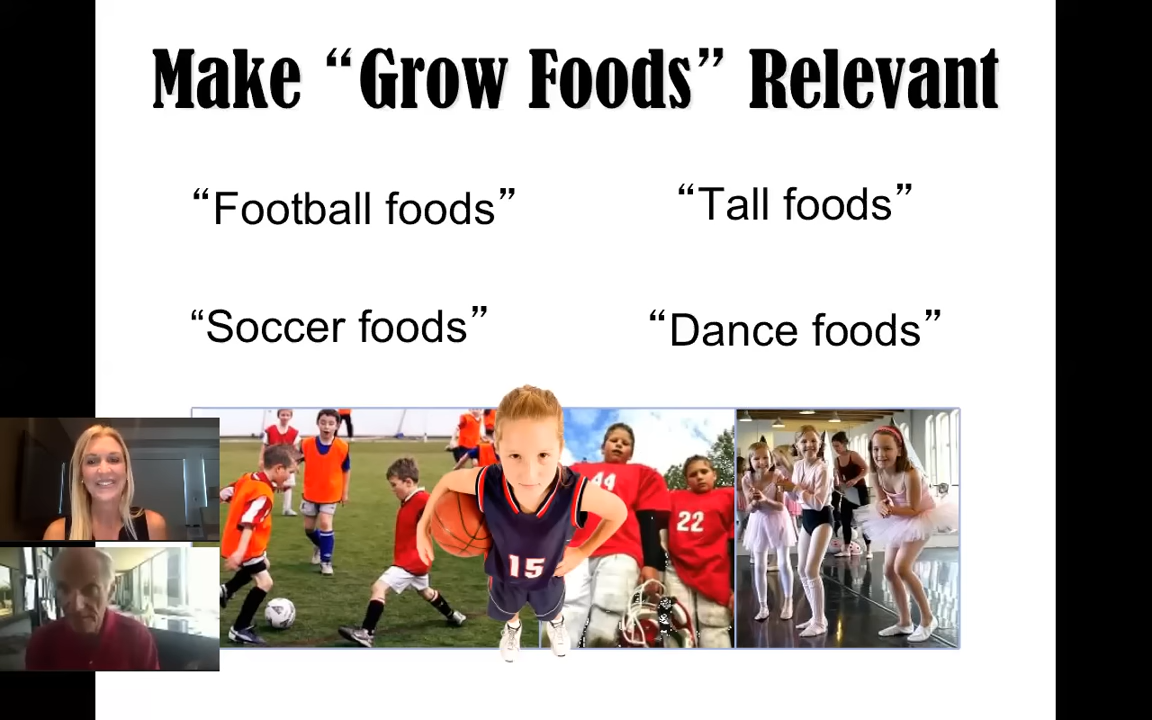 Make “Grow Foods” Relevant
“Football foods”
“Tall foods”
“Soccer foods”
“Dance foods”
44
22
15